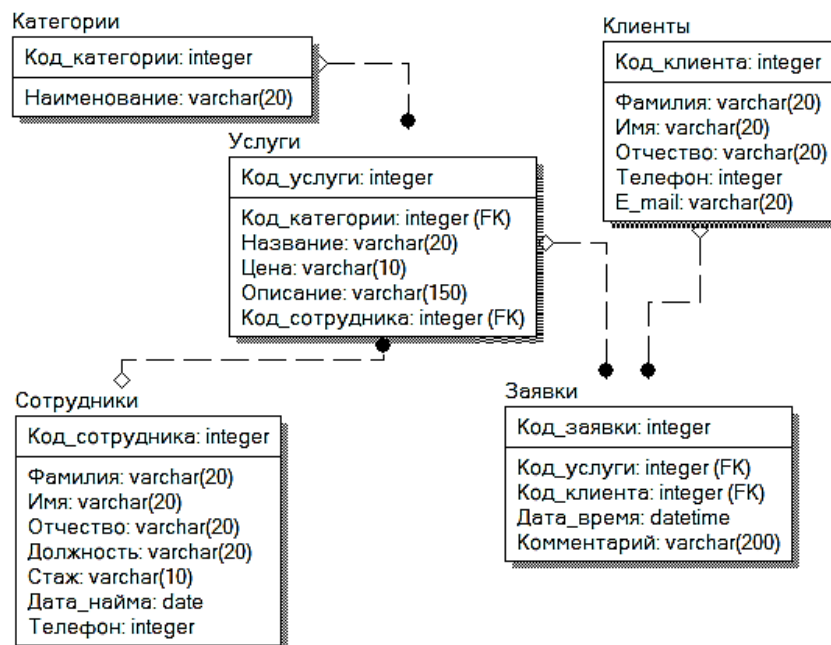 Категории
Код_категории: integer
Наименование: varchar(20)
Клиенты
Код_клиента: integer
Фамилия: varchar(20)
Имя: varchar(20)
Отчество: varchar(20)
Телефон: integer
E_mail: varchar(20)
Услуги
Код_услуги: integer
Код_категории: integer (FK)
Название: varchar(20)
Цена: varchar(10)
Описание: varchar(150)
Код_сотрудника: integer (FK)
Сотрудники
Код_сотрудника: integer
Фамилия: varchar(20)
Имя: varchar(20)
Отчество: varchar(20)
Должность: varchar(20)
Стаж: varchar(10)
Дата_найма: date
Телефон: integer
Заявки
Код_заявки: integer
Код_услуги: integer (FK)
Код_клиента: integer (FK)
Дата_время: datetime
Комментарий: varchar(200)